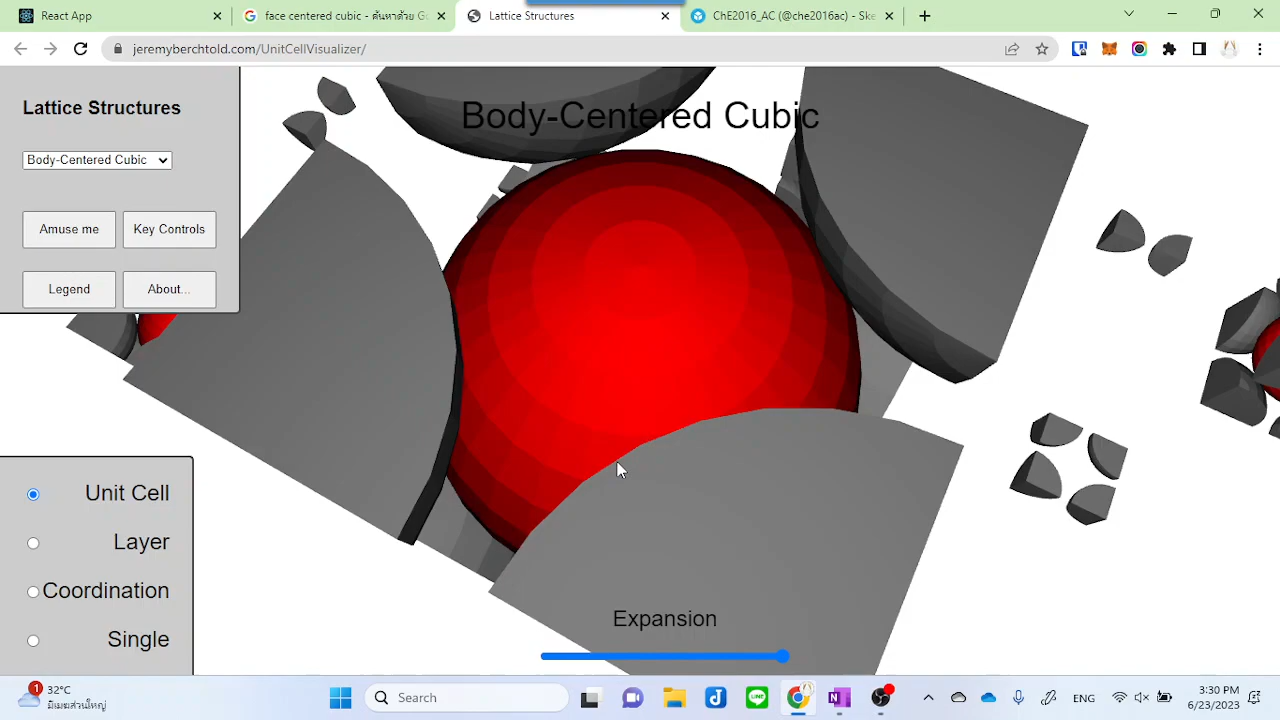 React App
face centered cubic - ค้นหาด้วย G
Lattice Structures
ChE2016_AC (@che2016ac) - Ske
jeremyberchtold.com/UnitCellVisualizer/
Lattice Structures
Body-Centered Cubic
Body-Centered Cubic
Amuse me
Key Controls
Legend
About...
Unit Cell
Layer
Coordination
Single
Expansion
1
32°C
Search
ENG
3:30 PM
6/23/2023